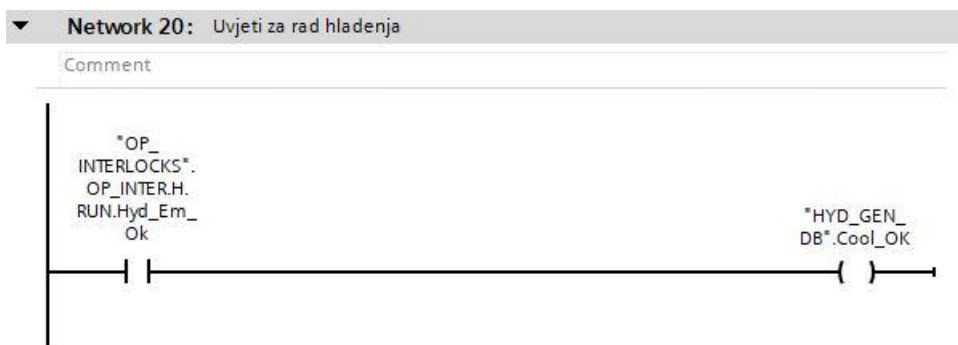 Network 20: Uvjeti za rad hladenja
Comment
"OP_
INTERLOCKS".
OP_INTER.H.
RUN.Hyd_Em_
Ok
"HYD_GEN_
DB".Cool_OK